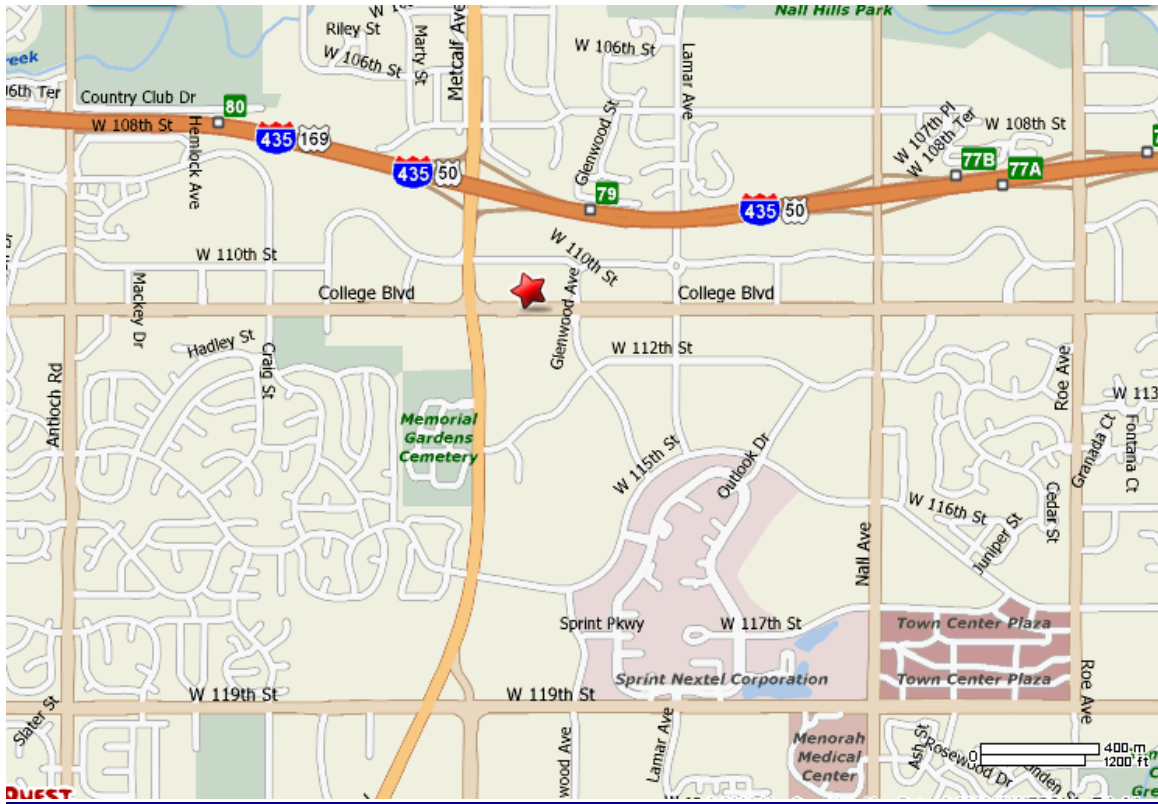 Nall Hills Park
Riley St
Marty St
Metcalf Ave
W 106th St
W 106th St
Lamar Ave
reek
Country Club Dr
80
W 108th St
Hemlock Ave
435
169
435
50
Glenwood St
79
435
50
W 107th Pl
W 108th Ter
W 108th St
77B
77A
W 110th St
W 110th St
Mackey Dr
College Blvd
Glenwood Ave
College Blvd
Hadley St
Craig St
W 112th St
Antioch Rd
Roe Ave
W 113
Memorial
Gardens
Cemetery
W 115th St
Outlook Dr
Granada Ct
Fontana Ct
Nall Ave
W 116th St
Juniper St
Cedar St
Sprint Pkwy
W 117th St
Town Center Plaza
Sprint Nextel Corporation
Town Center Plaza
Roe Ave
W 119th St
W 119th St
Slater St
wood Ave
Lamar Ave
Menorah
Medical
Center
Rosewood Dr
0
400 m
1200 ft
QUEST